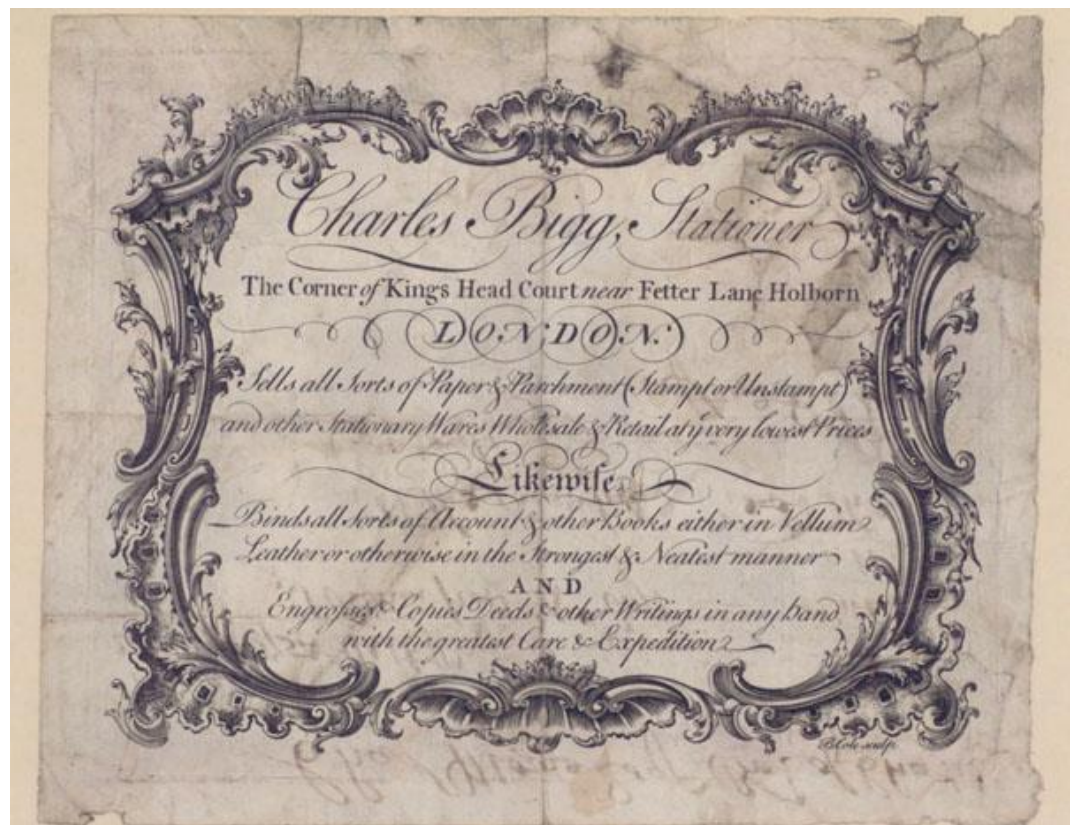 Charles Bigg, Stationer
The Corner of Kings Head Court near Fetter Lane Holborn
LONDON.
Sells all Sorts of Paper & Parchment (Stampt or Unstampt)
and other Stationary Wares Wholesale & Retail at ye very lowest Prices
Likewiſe
Binds all Sorts of Account & other Books either in Vellum
Leather or otherwise in the Strongest & Neatest manner
AND
Engroſses & Copies Deeds & other Writings in any hand
with the greatest Care & Expedition
B.Cole sculp